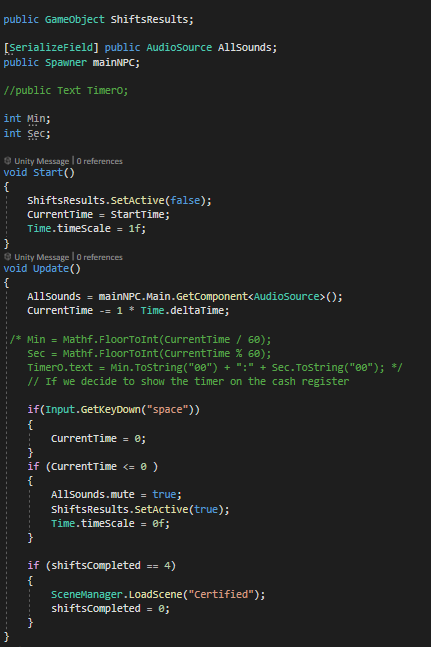 public GameObject ShiftsResults;
[SerializeField] public AudioSource AllSounds;
public Spawner mainNPC;
//public Text TimerO;
int Min;
int Sec;
Unity Message | 0 references
void Start()
{
ShiftsResults.SetActive(false);
CurrentTime = StartTime;
Time.timeScale = 1f;
}
Unity Message | 0 references
void Update()
{
AllSounds = mainNPC.Main.GetComponent<AudioSource>();
CurrentTime -= 1 * Time.deltaTime;
/* Min = Mathf.FloorToInt(CurrentTime / 60);
Sec = Mathf.FloorToInt(CurrentTime % 60);
TimerO.text = Min.ToString("00") + ":" + Sec.ToString("00"); */
// If we decide to show the timer on the cash register
if(Input.GetKeyDown("space"))
{
CurrentTime = 0;
}
if (CurrentTime <= 0 )
{
AllSounds.mute = true;
ShiftsResults.SetActive(true);
Time.timeScale = 0f;
}
if (shiftsCompleted == 4)
{
SceneManager.LoadScene("Certified");
shiftsCompleted = 0;
}
}